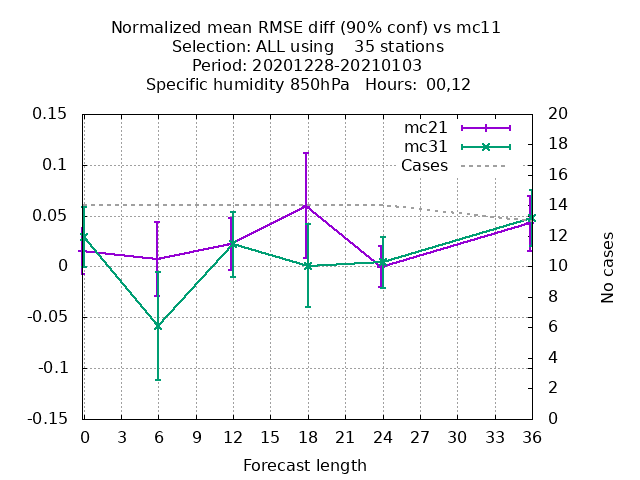 Normalized mean RMSE diff (90% conf) vs mc11
Selection: ALL using    35 stations
Period: 20201228-20210103
Specific humidity 850hPa   Hours:  00,12
0.15
0.1
0.05
0
-0.05
-0.1
-0.15
20
18
16
14
12
10
8
6
4
2
0
mc21
mc31
Cases
No cases
0 3 6 9 12 15 18 21 24 27 30 33 36
Forecast length